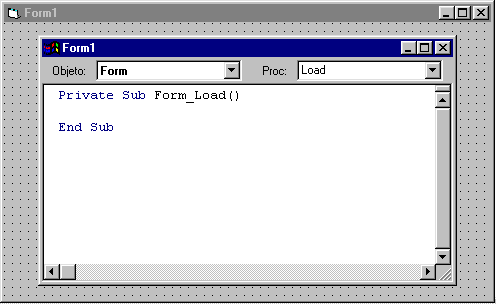 Form1
Form1
Objeto: Form Proc: Load
Private Sub Form_Load()
End Sub